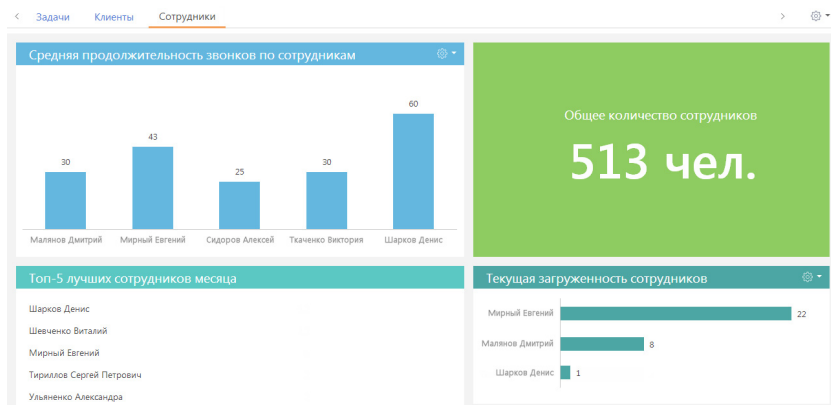 Задачи Клиенты Сотрудники
Средняя продолжительность звонков по сотрудникам
30 43 25 30 60
Малянов Дмитрий Мирный Евгений Сидоров Алексей Ткаченко Виктория Шарков Денис
Общее количество сотрудников
513 чел.
Топ-5 лучших сотрудников месяца
Шарков Денис
Шевченко Виталий
Мирный Евгений
Тириллов Сергей Петрович
Ульяненко Александра
Текущая загруженность сотрудников
Мирный Евгений 22
Малянов Дмитрий 8
Шарков Денис 1